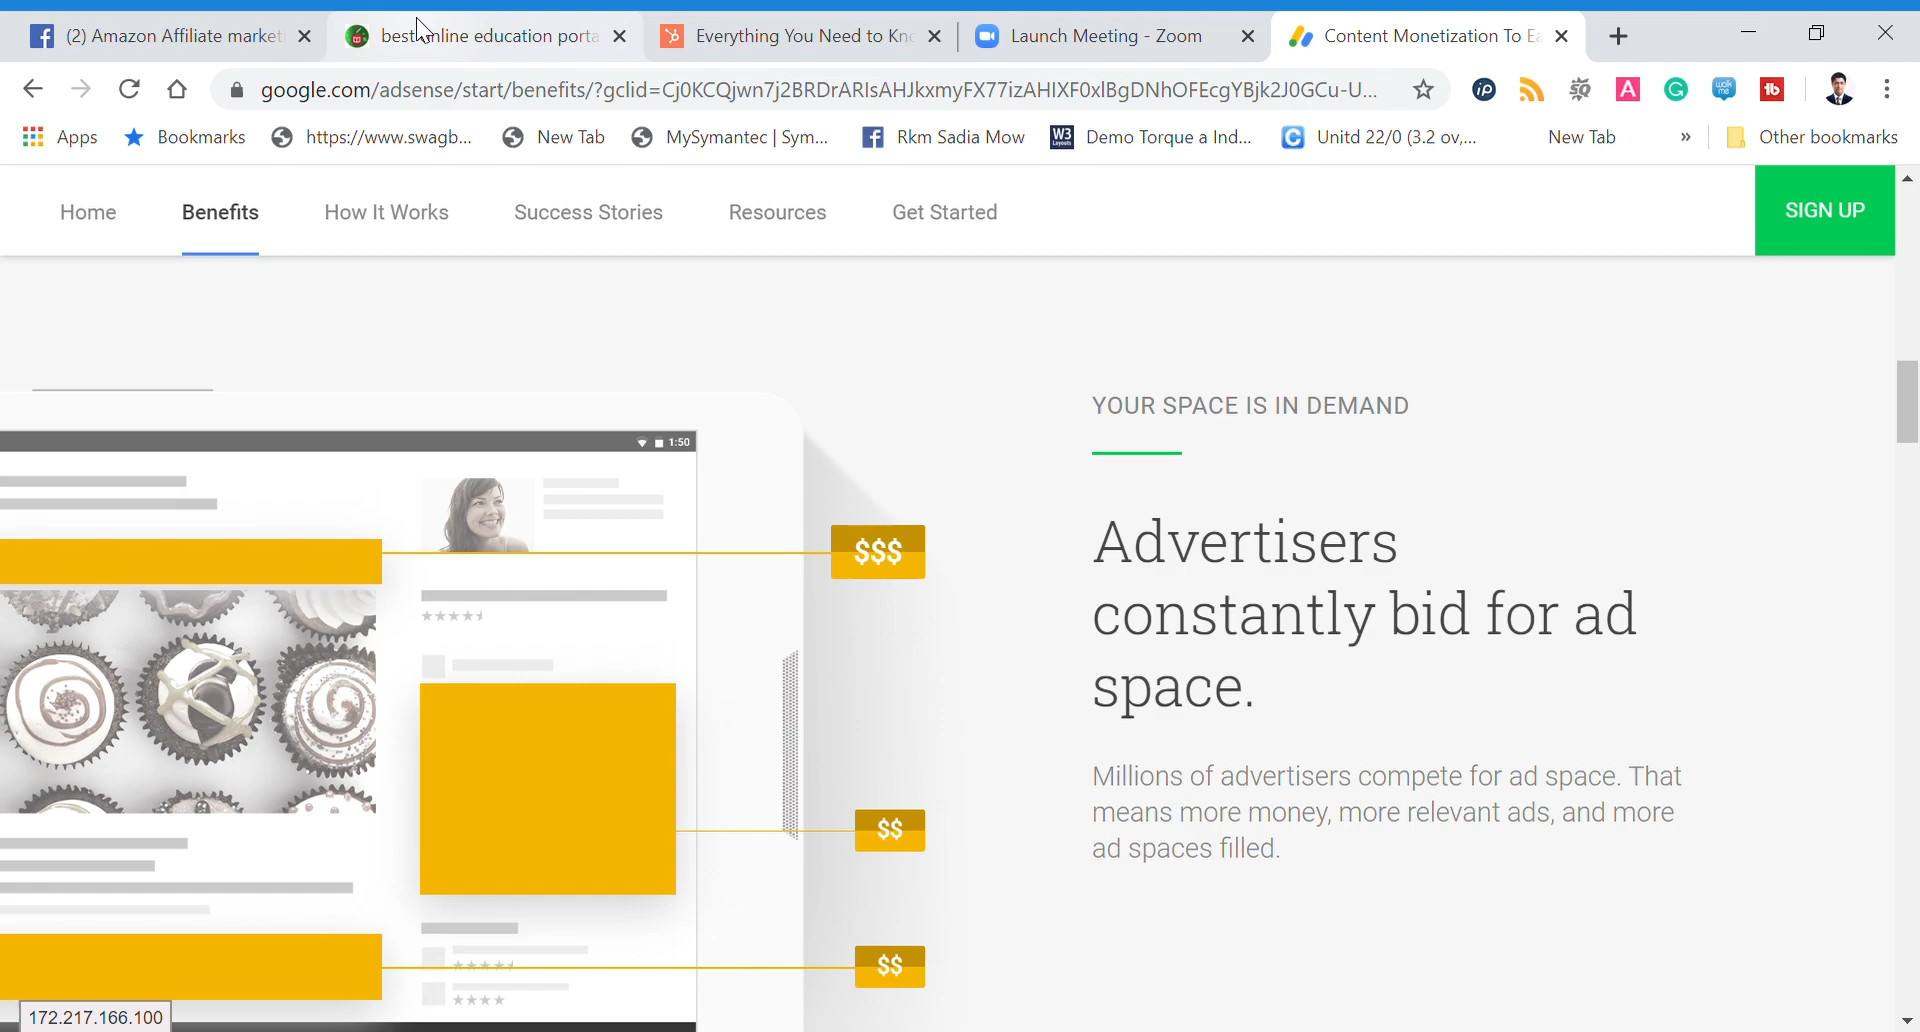 (2) Amazon Affiliate market
best online education porta
Everything You Need to Kno
Launch Meeting - Zoom
Content Monetization To Ea
google.com/adsense/start/benefits/?gclid=Cj0KCQjwn7j2BRDrARIsAHJkxmyFX77izAHIXF0xlBgDNhOFEcgYBjk2J0GCu-U...
Apps
Bookmarks
https://www.swagb...
New Tab
MySymantec | Sym...
Rkm Sadia Mow
Demo Torque a Ind...
Unitd 22/0 (3.2 ov,...
New Tab
»
Other bookmarks
Home
Benefits
How It Works
Success Stories
Resources
Get Started
SIGN UP
1:50
$$$
$$
$$
YOUR SPACE IS IN DEMAND
Advertisers
constantly bid for ad
space.
Millions of advertisers compete for ad space. That
means more money, more relevant ads, and more
ad spaces filled.
172.217.166.100